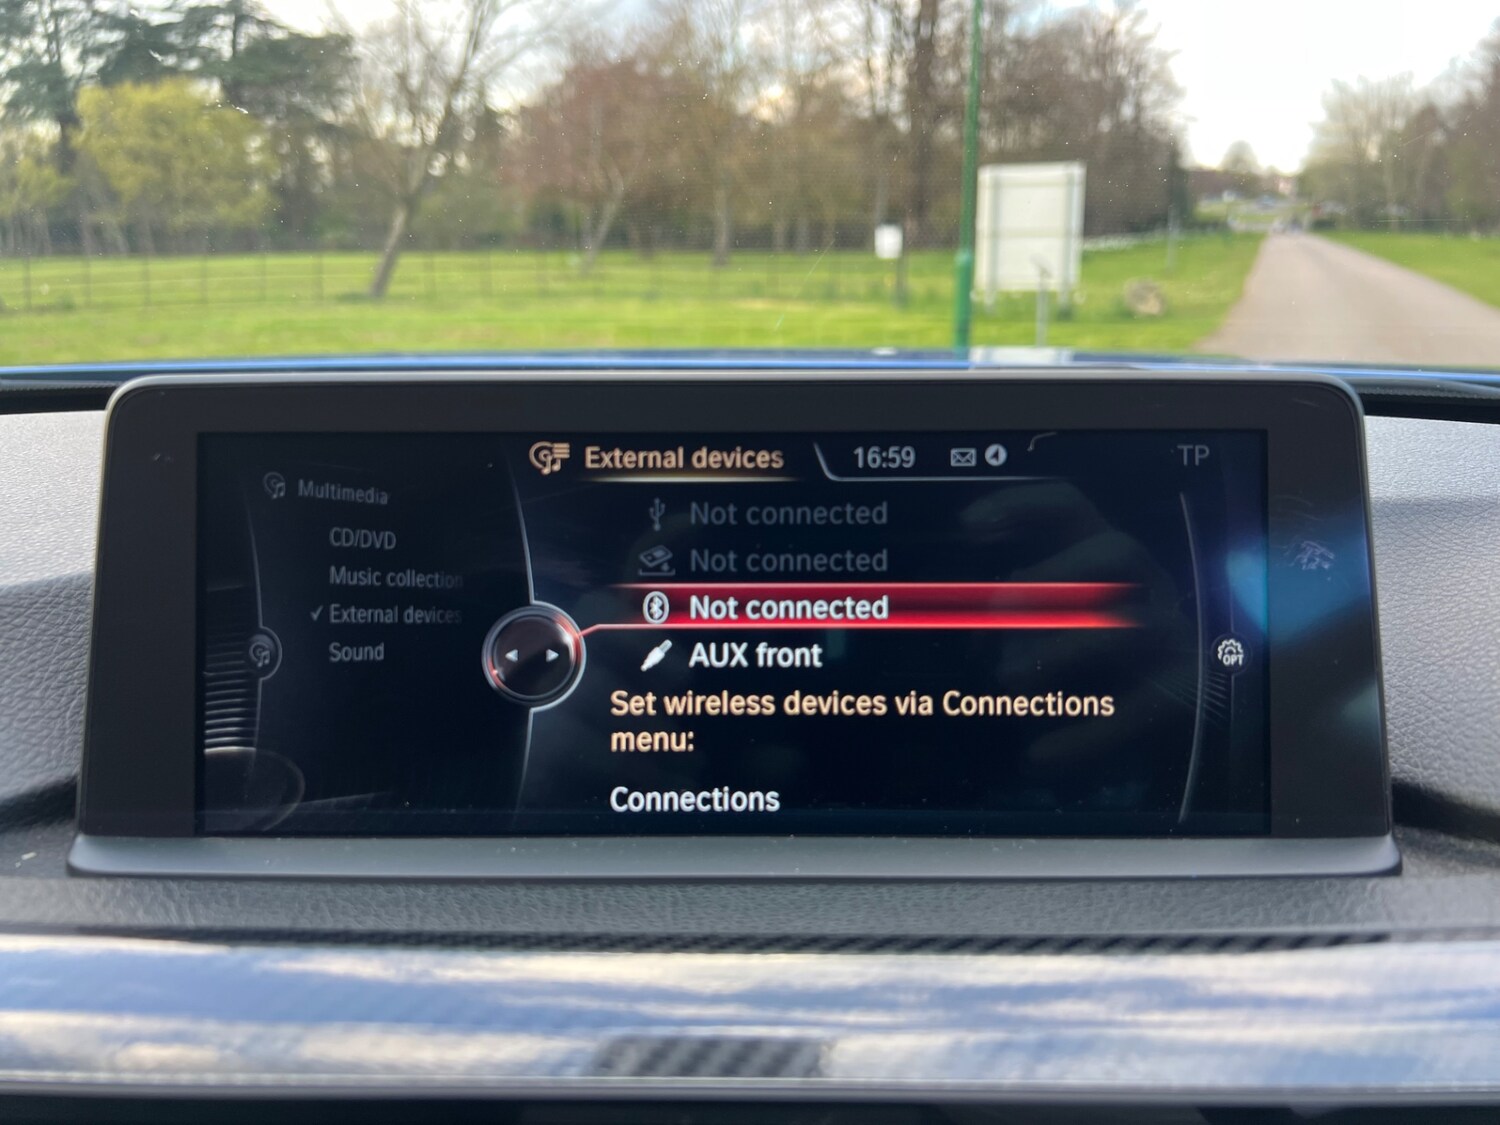 External devices
16:59
TP
Multimedia
CD/DVD
Music collection
✓ External devices
Sound
Not connected
Not connected
Not connected
AUX front
Set wireless devices via Connections
menu:
Connections
OPT